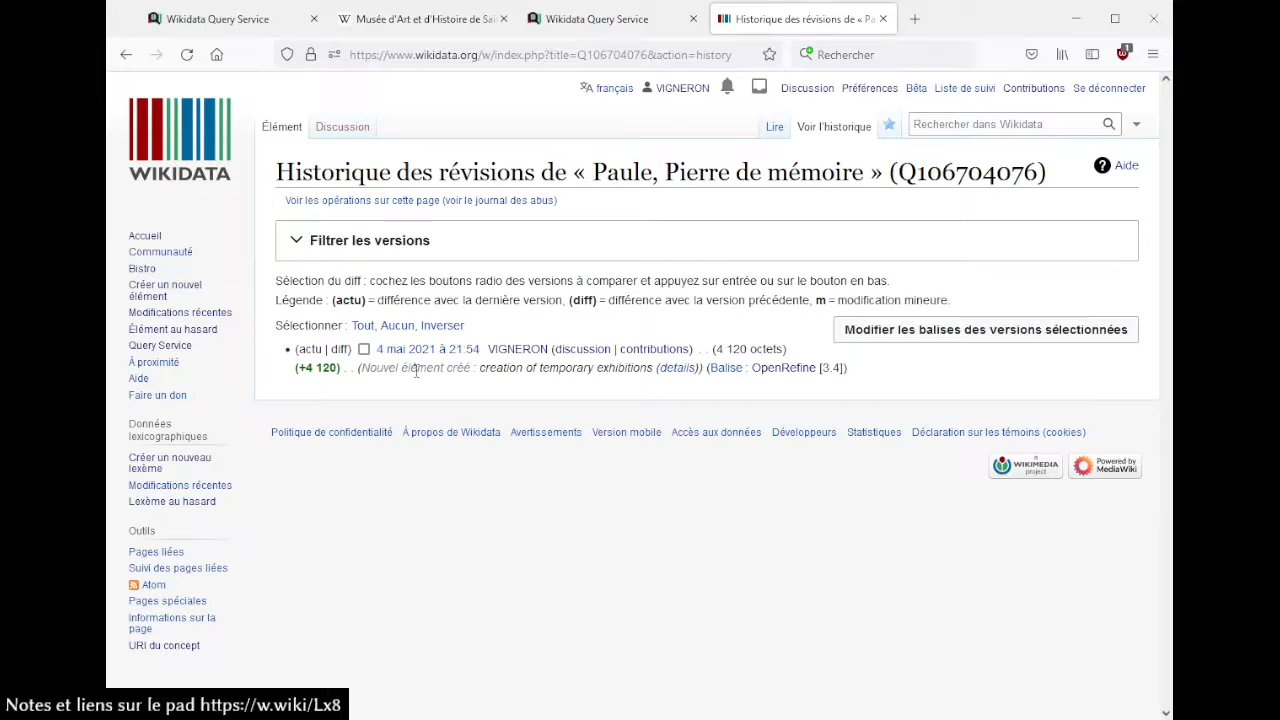 Wikidata Query Service
Musée d'Art et d'Histoire de Sai
Wikidata Query Service
Historique des révisions de « Pa
https://www.wikidata.org/w/index.php?title=Q106704076&action=history
Rechercher
1
français VIGNERON Discussion Préférences Bêta Liste de suivi Contributions Se déconnecter
Élément Discussion Lire Voir l'historique Rechercher dans Wikidata
WIKIDATA
Historique des révisions de « Paule, Pierre de mémoire » (Q106704076)
? Aide
Voir les opérations sur cette page (voir le journal des abus)
Filtrer les versions
Sélection du diff : cochez les boutons radio des versions à comparer et appuyez sur entrée ou sur le bouton en bas.
Légende : (actu) = différence avec la dernière version, (diff) = différence avec la version précédente, m = modification mineure.
Sélectionner : Tout, Aucun, Inverser
Modifier les balises des versions sélectionnées
• (actu | diff) 4 mai 2021 à 21:54 VIGNERON (discussion | contributions) . . (4 120 octets)
(+4 120) . . (Nouvel élément créé : creation of temporary exhibitions (details)) (Balise : OpenRefine [3.4])
Accueil
Communauté
Bistro
Créer un nouvel
élément
Modifications récentes
Élément au hasard
Query Service
À proximité
Aide
Faire un don
Données
lexicographiques
Créer un nouveau
lexème
Modifications récentes
Lexème au hasard
Outils
Pages liées
Suivi des pages liées
Atom
Pages spéciales
Informations sur la
page
URI du concept
Politique de confidentialité À propos de Wikidata Avertissements Version mobile Accès aux données Développeurs Statistiques Déclaration sur les témoins (cookies)
A WIKIMEDIA project
Powered by MediaWiki
Notes et liens sur le pad https://w.wiki/Lx8